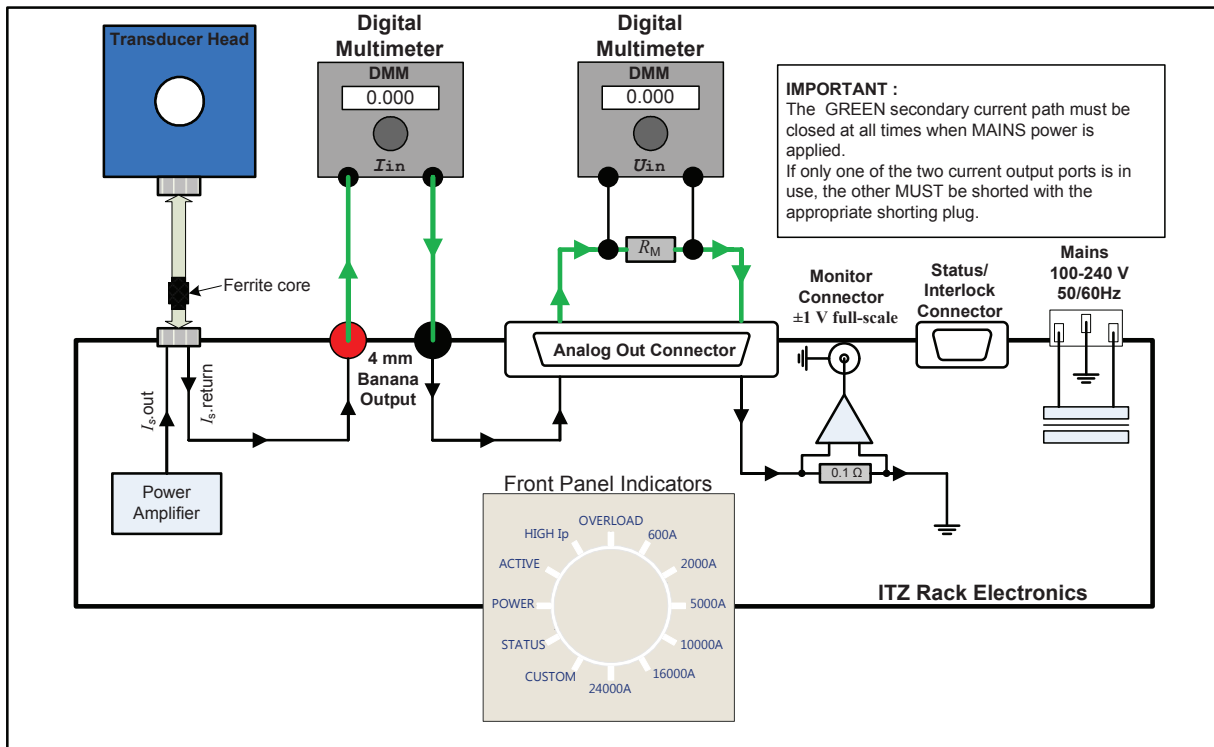 Transducer Head
Digital
Multimeter
DMM
0.000
Iin
Digital
Multimeter
DMM
0.000
Uin
IMPORTANT :
The GREEN secondary current path must be
closed at all times when MAINS power is
applied.
If only one of the two current output ports is in
use, the other MUST be shorted with the
appropriate shorting plug.
Ferrite core
RM
Monitor
Connector
±1 V full-scale
Status/
Interlock
Connector
Mains
100-240 V
50/60Hz
4 mm
Banana
Output
Analog Out Connector
Is.out
Is.return
Power
Amplifier
0.1 Ω
Front Panel Indicators
OVERLOAD
HIGH Ip
600A
ACTIVE
2000A
POWER
5000A
STATUS
10000A
CUSTOM
16000A
24000A
ITZ Rack Electronics